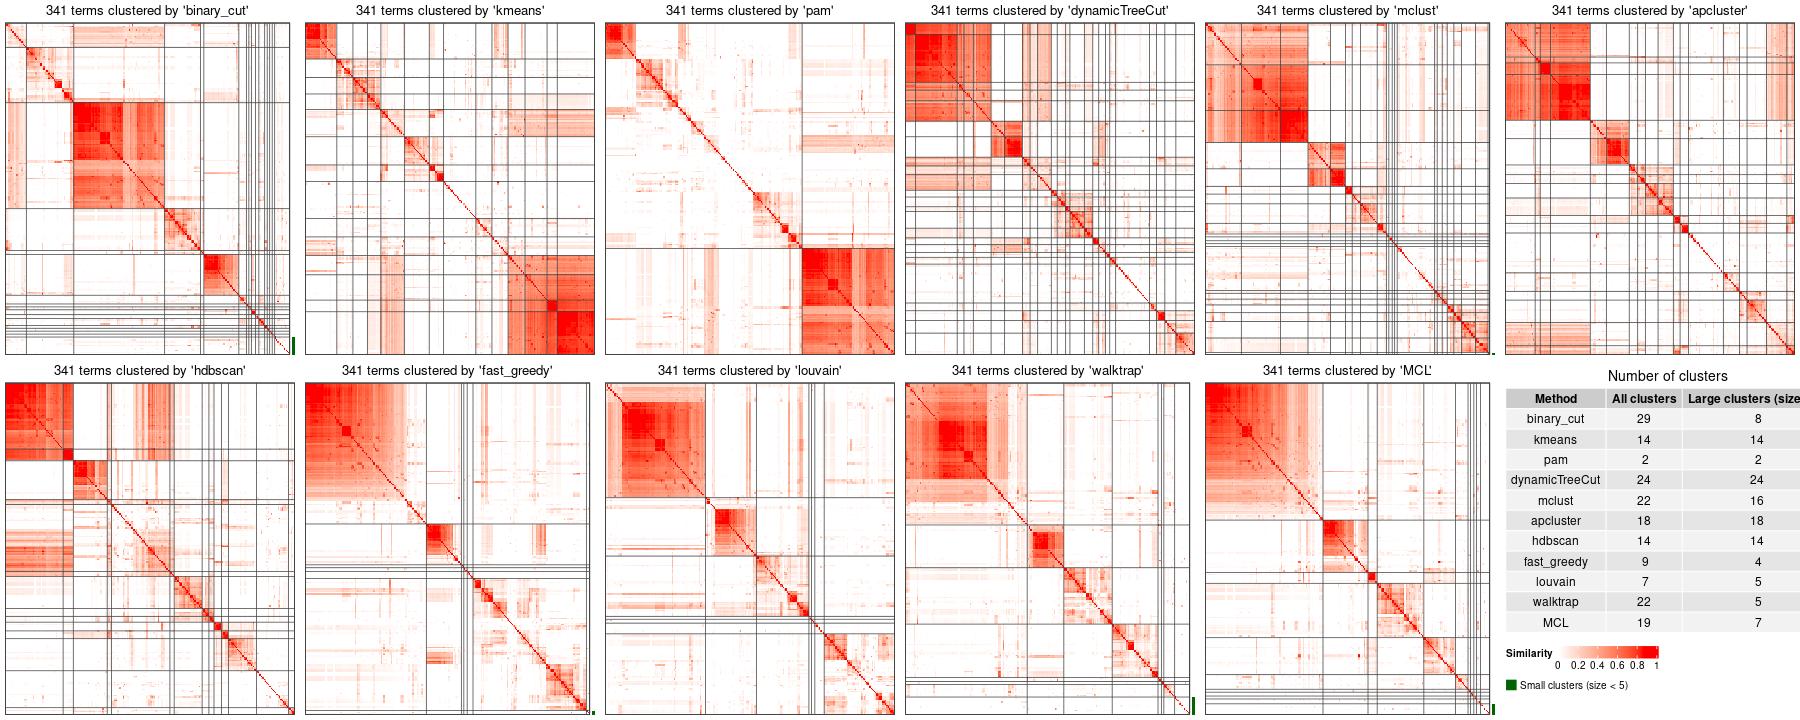 341 terms clustered by 'binary_cut'
341 terms clustered by 'kmeans'
341 terms clustered by 'pam'
341 terms clustered by 'dynamicTreeCut'
341 terms clustered by 'mclust'
341 terms clustered by 'apcluster'
341 terms clustered by 'hdbscan'
341 terms clustered by 'fast_greedy'
341 terms clustered by 'louvain'
341 terms clustered by 'walktrap'
341 terms clustered by 'MCL'
Number of clusters
Method All clusters Large clusters (size
binary_cut 29 8
kmeans 14 14
pam 2 2
dynamicTreeCut 24 24
mclust 22 16
apcluster 18 18
hdbscan 14 14
fast_greedy 9 4
louvain 7 5
walktrap 22 5
MCL 19 7
Similarity
0 0.2 0.4 0.6 0.8 1
Small clusters (size < 5)